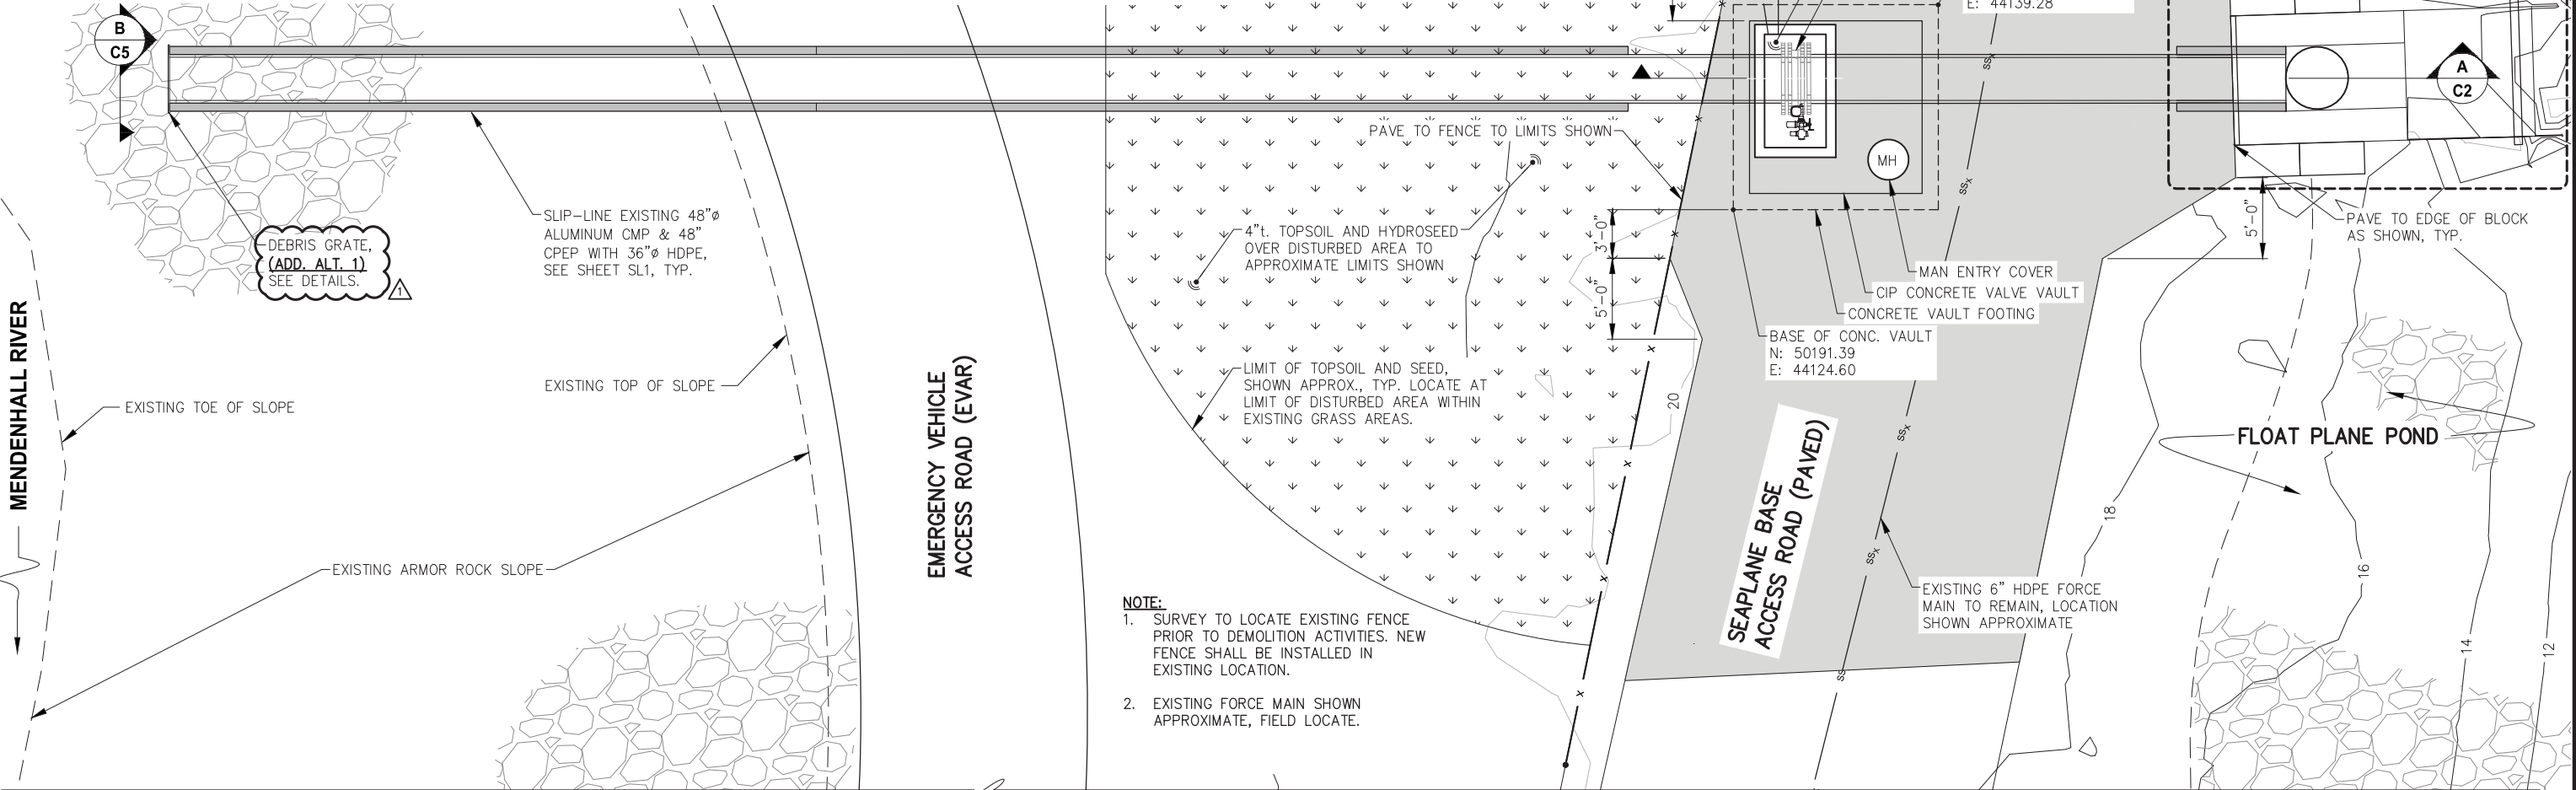 E: 44139.28
B
C5
A
C2
PAVE TO FENCE TO LIMITS SHOWN
MH
SLIP-LINE EXISTING 48"ø
ALUMINUM CMP & 48"
CPEP WITH 36"ø HDPE,
SEE SHEET SL1, TYP.
DEBRIS GRATE,
(ADD. ALT. 1)
SEE DETAILS.
1
4"t. TOPSOIL AND HYDROSEED
OVER DISTURBED AREA TO
APPROXIMATE LIMITS SHOWN
3'-0"
5'-0"
5'-0"
PAVE TO EDGE OF BLOCK
AS SHOWN, TYP.
MAN ENTRY COVER
CIP CONCRETE VALVE VAULT
CONCRETE VAULT FOOTING
BASE OF CONC. VAULT
N: 50191.39
E: 44124.60
MENDENHALL RIVER
EXISTING TOE OF SLOPE
EXISTING TOP OF SLOPE
EMERGENCY VEHICLE
ACCESS ROAD (EVAR)
LIMIT OF TOPSOIL AND SEED,
SHOWN APPROX., TYP. LOCATE AT
LIMIT OF DISTURBED AREA WITHIN
EXISTING GRASS AREAS.
20
SEAPLANE BASE
ACCESS ROAD (PAVED)
FLOAT PLANE POND
18
16
14
12
EXISTING ARMOR ROCK SLOPE
EXISTING 6" HDPE FORCE
MAIN TO REMAIN, LOCATION
SHOWN APPROXIMATE
NOTE:
1. SURVEY TO LOCATE EXISTING FENCE
PRIOR TO DEMOLITION ACTIVITIES. NEW
FENCE SHALL BE INSTALLED IN
EXISTING LOCATION.
2. EXISTING FORCE MAIN SHOWN
APPROXIMATE, FIELD LOCATE.
SSx
SSx
SSx
SSx
SS
x
x
x
x
x
x
x
x